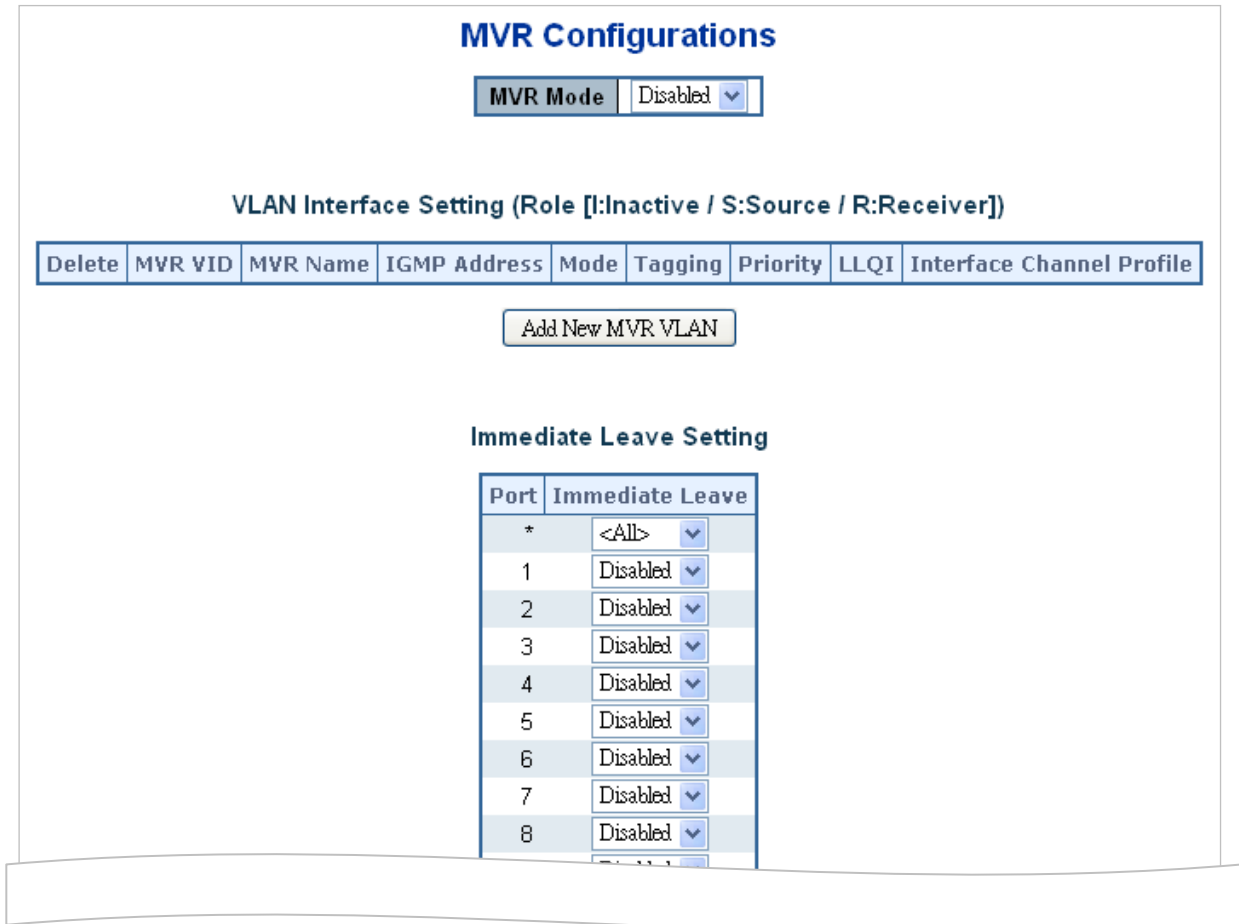 MVR Configurations
MVR Mode Disabled
VLAN Interface Setting (Role [I:Inactive / S:Source / R:Receiver])
Delete MVR VID MVR Name IGMP Address Mode Tagging Priority LLQI Interface Channel Profile
Add New MVR VLAN
Immediate Leave Setting
Port Immediate Leave
* <All>
1 Disabled
2 Disabled
3 Disabled
4 Disabled
5 Disabled
6 Disabled
7 Disabled
8 Disabled